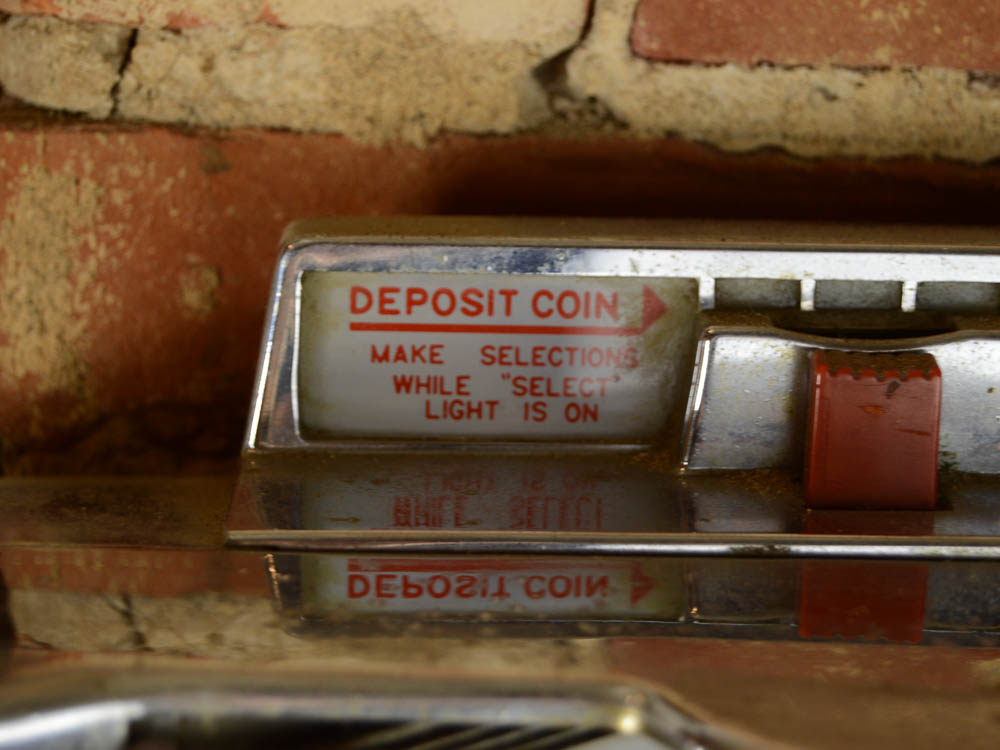 DEPOSIT COIN
MAKE SELECTIONS
WHILE "SELECT"
LIGHT IS ON